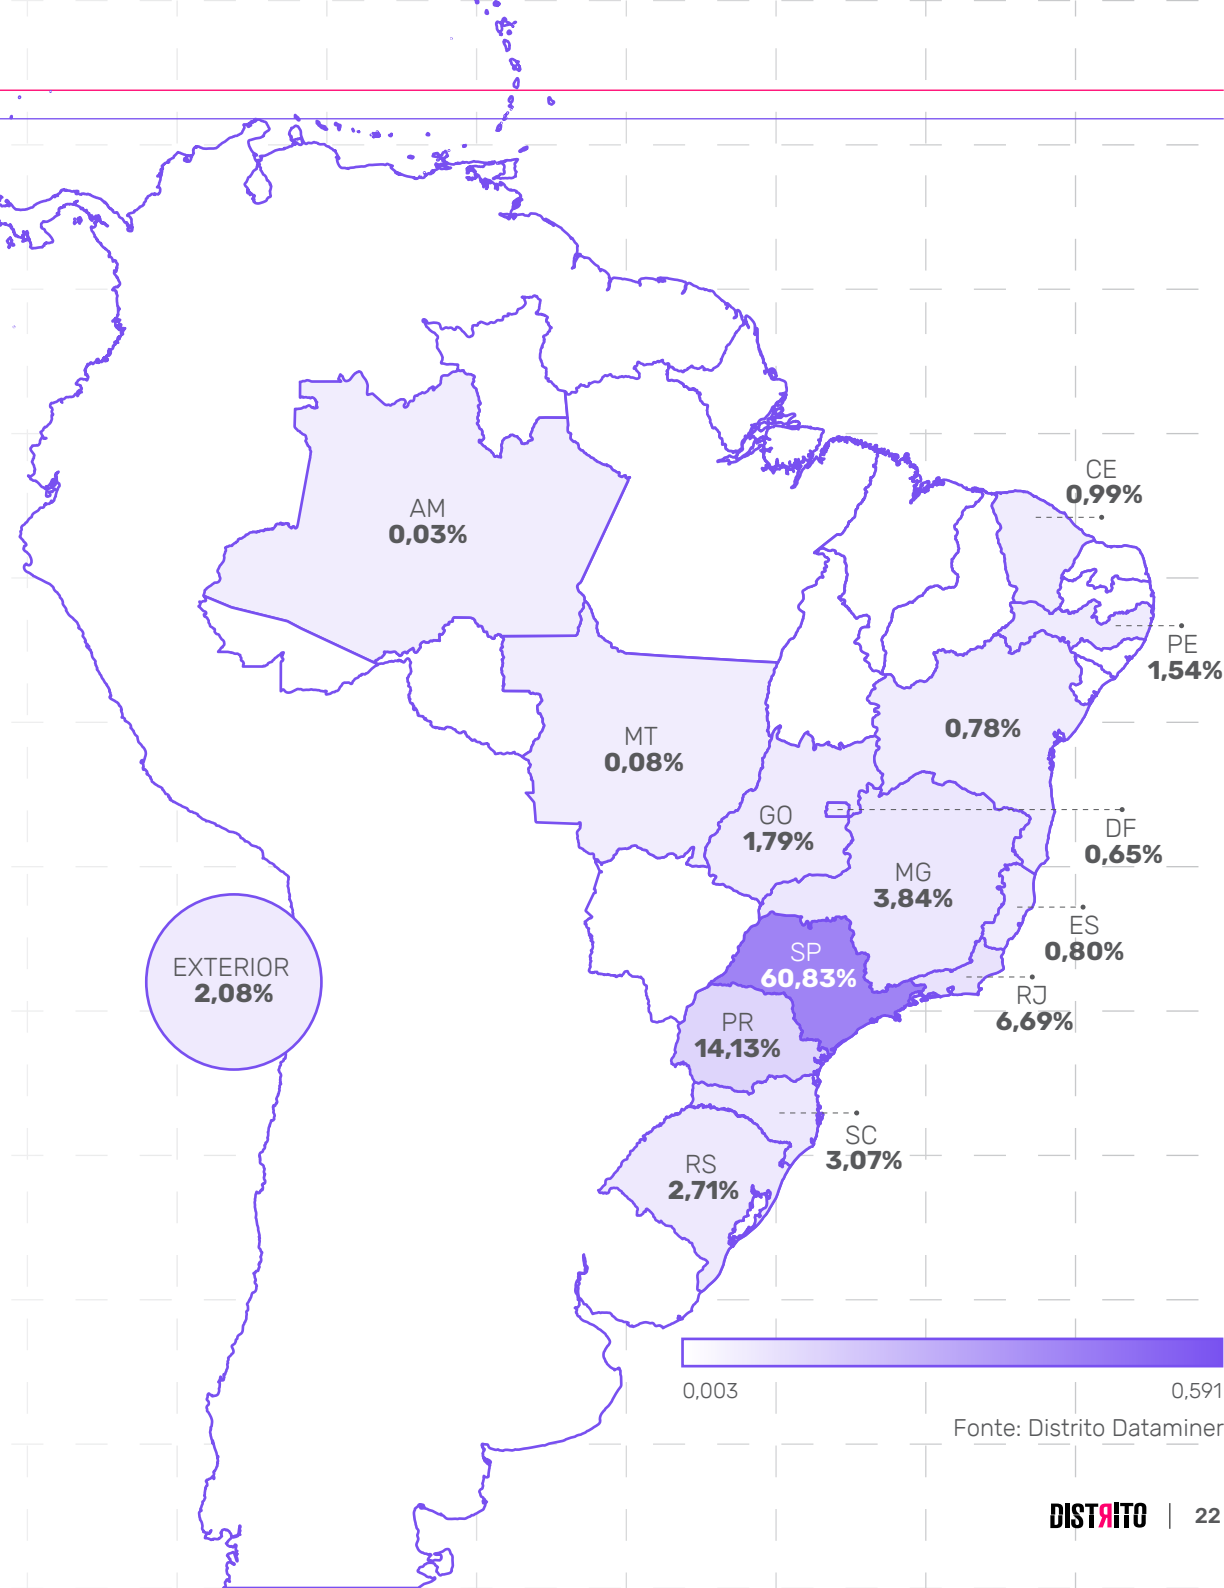 CE
0,99%
AM
0,03%
PE
1,54%
0,78%
MT
0,08%
GO
1,79%
DF
0,65%
MG
3,84%
ES
0,80%
SP
60,83%
EXTERIOR
2,08%
RJ
6,69%
PR
14,13%
SC
3,07%
RS
2,71%
0,003
0,591
Fonte: Distrito Dataminer
DISTRITO | 22